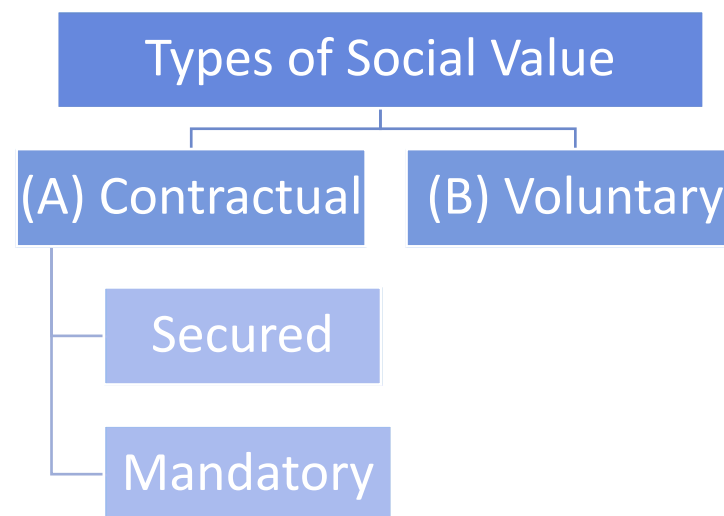 Types of Social Value
(A) Contractual
(B) Voluntary
Secured
Mandatory